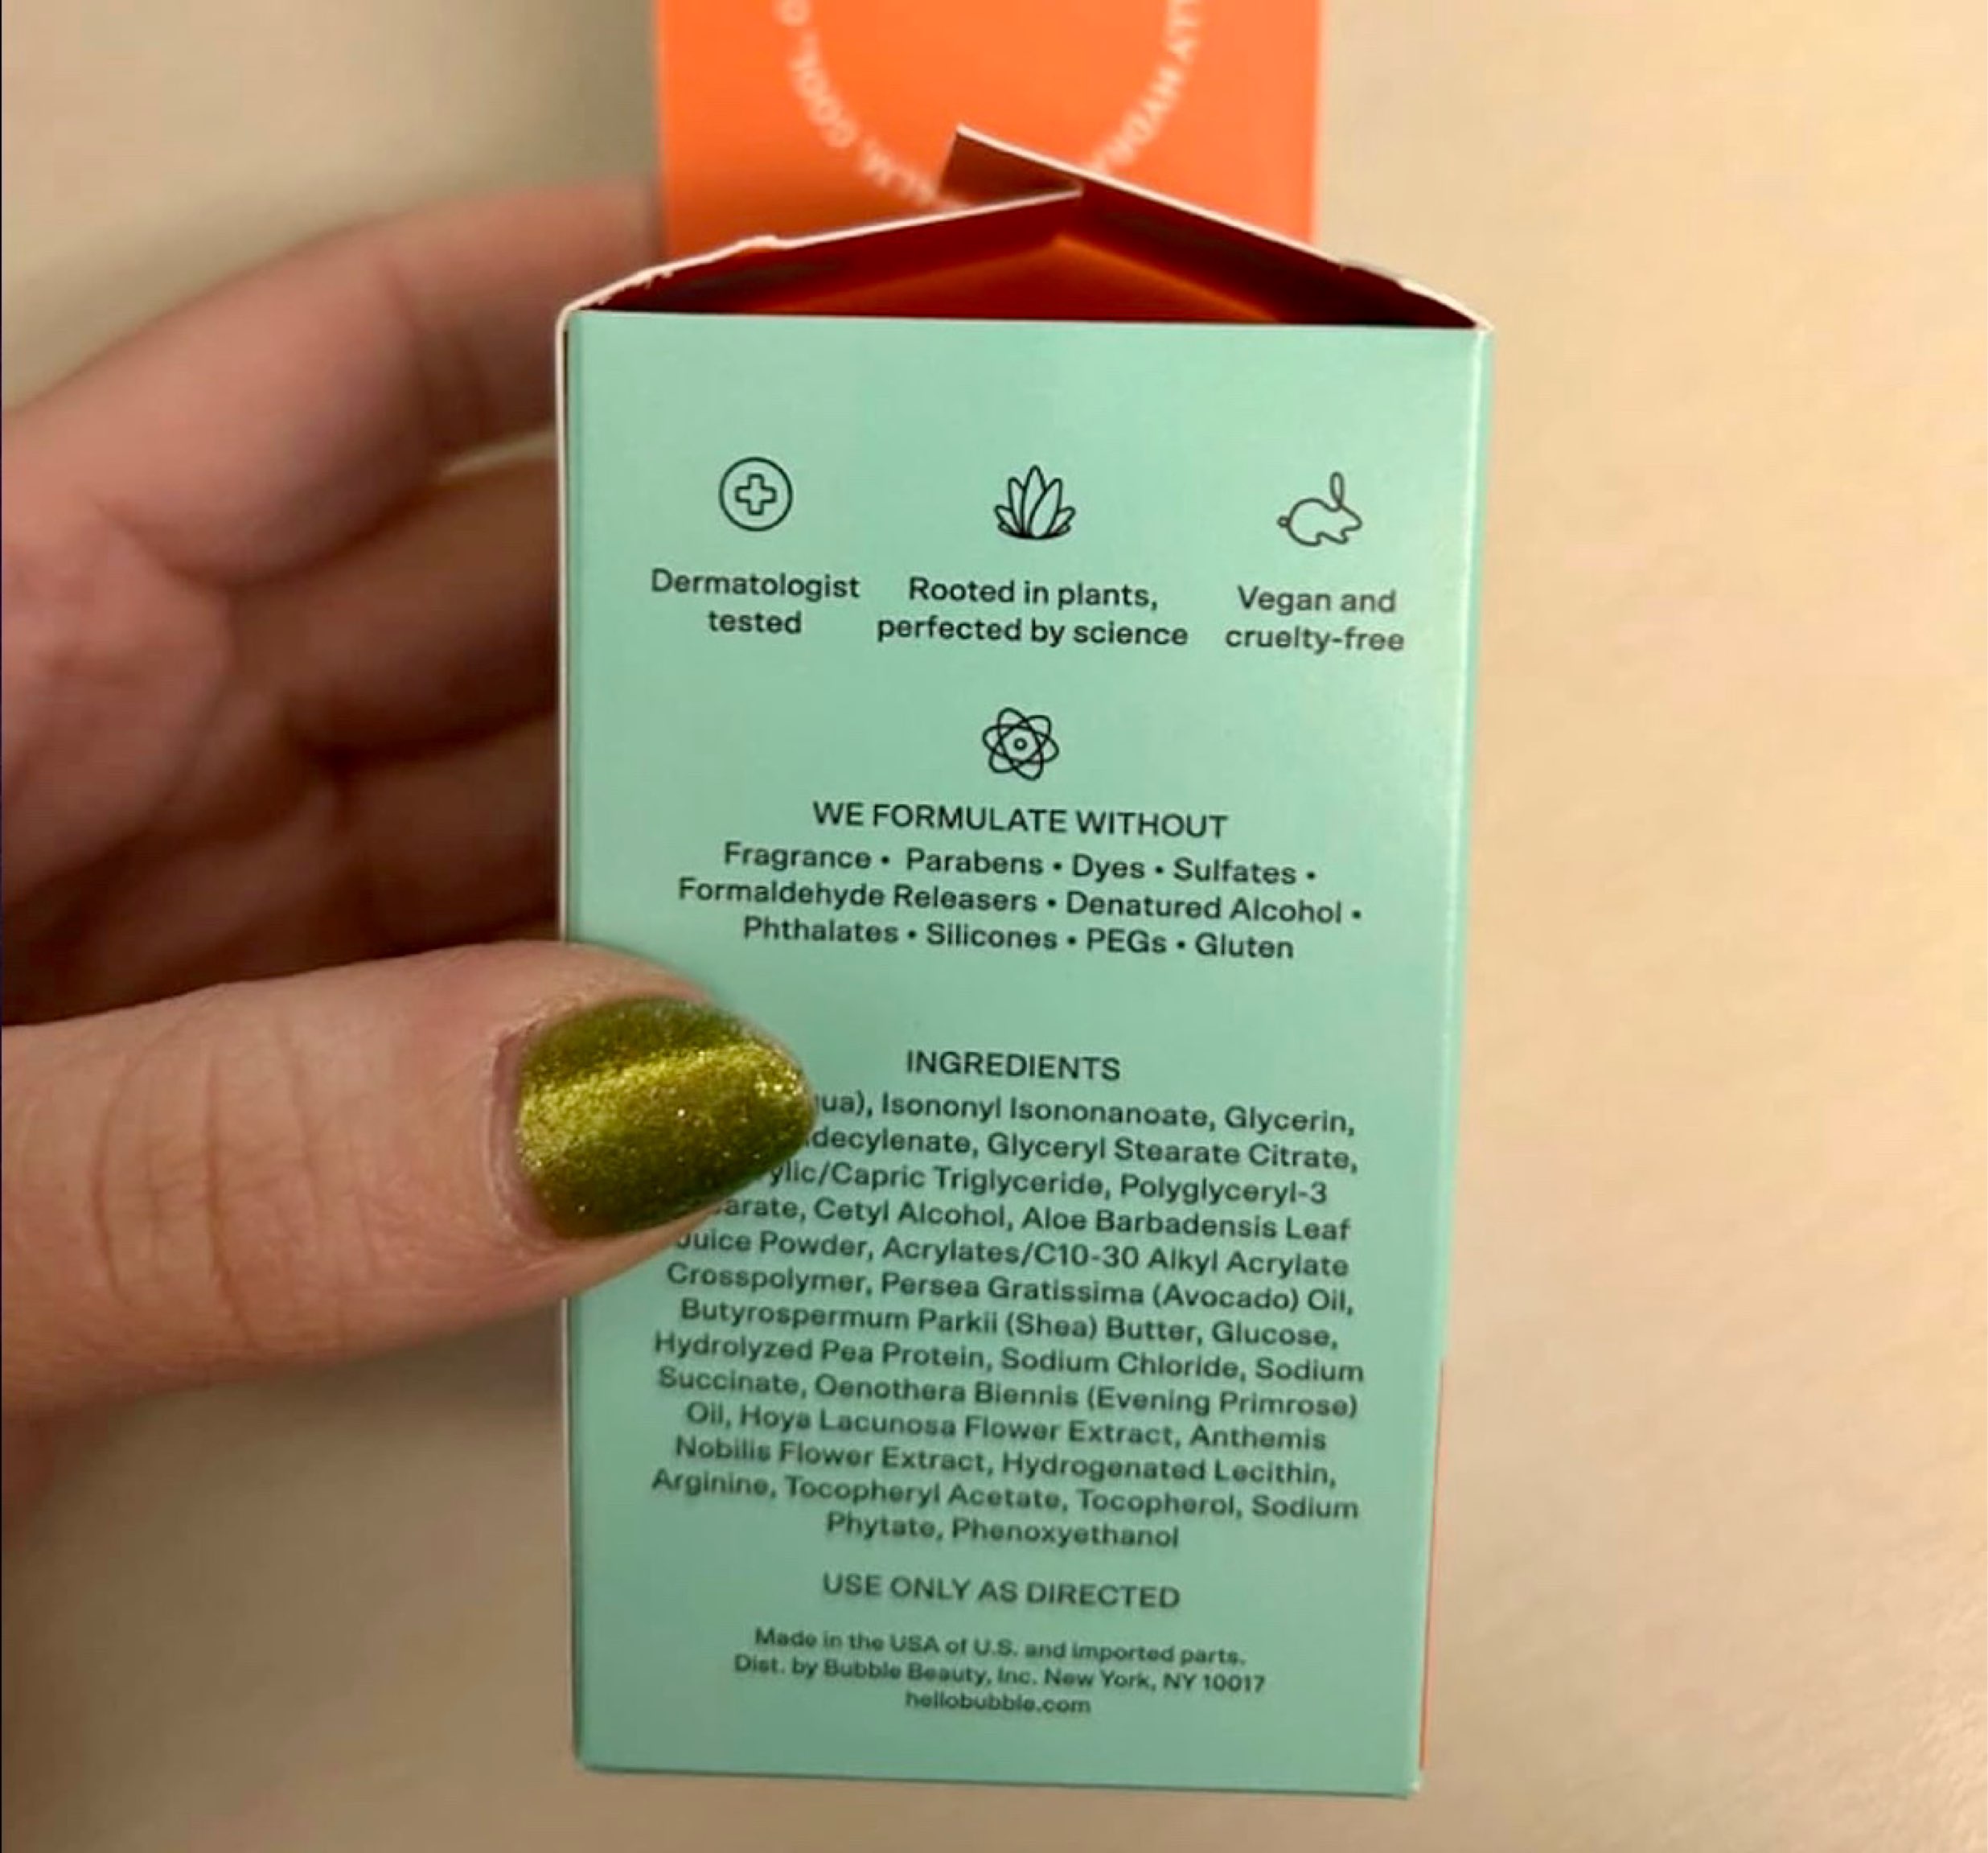 Dermatologist
tested
Rooted in plants,
perfected by science
Vegan and
cruelty-free
WE FORMULATE WITHOUT
Fragrance • Parabens • Dyes • Sulfates •
Formaldehyde Releasers • Denatured Alcohol •
Phthalates • Silicones • PEGs • Gluten
INGREDIENTS
Isononyl Isononanoate, Glycerin,
Glyceryl Stearate Citrate,
Triglyceride, Polyglyceryl-3
Cetyl Alcohol, Aloe Barbadensis Leaf
Juice Powder, Acrylates/C10-30 Alkyl Acrylate
Crosspolymer, Persea Gratissima (Avocado) Oil,
Butyrospermum Parkii (Shea) Butter, Glucose,
Hydrolyzed Pea Protein, Sodium Chloride, Sodium
Succinate, Oenothera Biennis (Evening Primrose)
Oil, Hoya Lacunosa Flower Extract, Anthemis
Nobilis Flower Extract, Hydrogenated Lecithin,
Arginine, Tocopheryl Acetate, Tocopherol, Sodium
Phytate, Phenoxyethanol
USE ONLY AS DIRECTED
Made in the USA of U.S. and imported parts.
Dist. by Bubble Beauty, Inc. New York, NY 10017
hellobubble.com